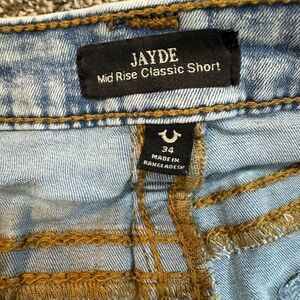 JAYDE
Mid Rise Classic Short
34
MADE IN
BANGLADESH